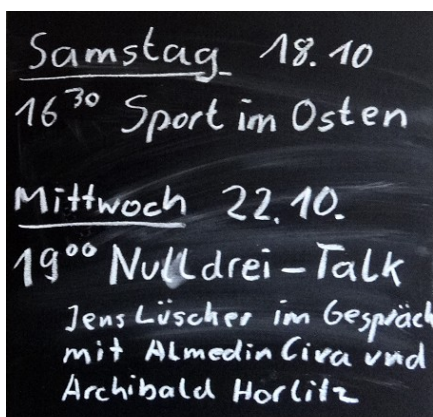 Samstag 18.10
16³⁰ Sport im Osten
Mittwoch 22.10.
19⁰⁰ Nulldrei-Talk
Jens Lüscher im Gespräch
mit Almedin Civa und
Archibald Horlitz